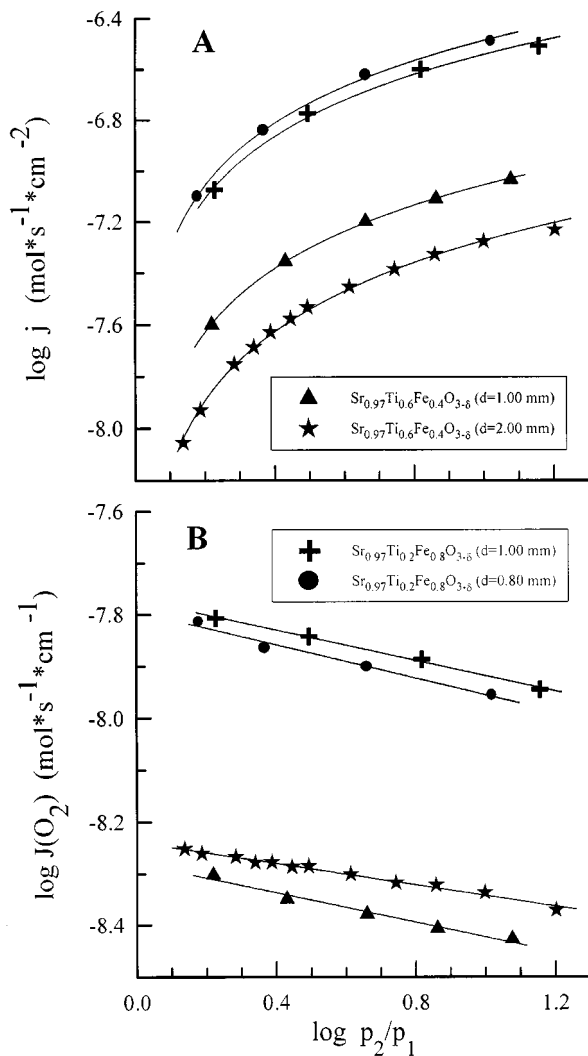 A
-6.4
-6.8
-7.2
-7.6
-8.0
log j (mol*s⁻¹*cm⁻²)
Sr₀.₉₇Ti₀.₆Fe₀.₄O₃₋δ (d=1.00 mm)
Sr₀.₉₇Ti₀.₆Fe₀.₄O₃₋δ (d=2.00 mm)
B
-7.6
-7.8
-8.0
-8.2
-8.4
log J(O₂) (mol*s⁻¹*cm⁻¹)
Sr₀.₉₇Ti₀.₂Fe₀.₈O₃₋δ (d=1.00 mm)
Sr₀.₉₇Ti₀.₂Fe₀.₈O₃₋δ (d=0.80 mm)
0.0 0.4 0.8 1.2
log p₂/p₁